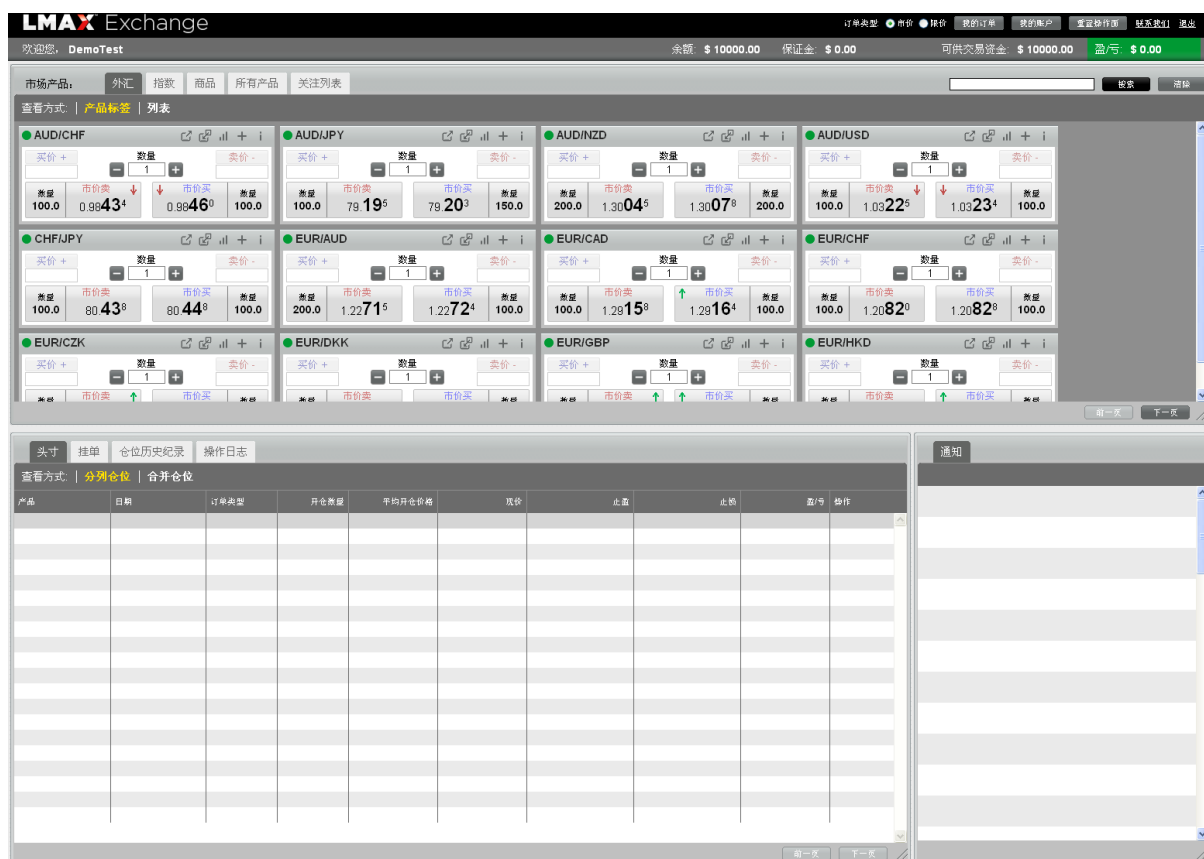 LMAX Exchange 订单类型 市价 限价 我的订单 我的账户 重置操作面 联系我们 退出
欢迎您, DemoTest 余额: $ 10000.00 保证金: $ 0.00 可供交易资金: $ 10000.00 盈/亏: $ 0.00
市场产品: 外汇 指数 商品 所有产品 关注列表 搜索 清除
查看方式: | 产品标签 | 列表
AUD/CHF AUD/JPY AUD/NZD AUD/USD
买价 + 数量 卖价 - 买价 + 数量 卖价 - 买价 + 数量 卖价 - 买价 + 数量 卖价 -
1 1 1 1
数量 市价卖 市价买 数量 数量 市价卖 市价买 数量 数量 市价卖 市价买 数量 数量 市价卖 市价买 数量
100.0 0.98434 0.98460 100.0 100.0 79.195 79.203 150.0 200.0 1.30045 1.30078 200.0 100.0 1.03225 1.03234 100.0
CHF/JPY EUR/AUD EUR/CAD EUR/CHF
买价 + 数量 卖价 - 买价 + 数量 卖价 - 买价 + 数量 卖价 - 买价 + 数量 卖价 -
1 1 1 1
数量 市价卖 市价买 数量 数量 市价卖 市价买 数量 数量 市价卖 市价买 数量 数量 市价卖 市价买 数量
100.0 80.438 80.448 100.0 200.0 1.22715 1.22724 100.0 100.0 1.29158 1.29164 100.0 100.0 1.20820 1.20828 100.0
EUR/CZK EUR/DKK EUR/GBP EUR/HKD
买价 + 数量 卖价 - 买价 + 数量 卖价 - 买价 + 数量 卖价 - 买价 + 数量 卖价 -
1 1 1 1
市价卖 市价买 市价卖 市价买 市价卖 市价买 市价卖 市价买
前一页 下一页
头寸 挂单 仓位历史纪录 操作日志 通知
查看方式: | 分列仓位 | 合并仓位
产品 日期 订单类型 开仓数量 平均开仓价格 现价 止盈 止损 盈/亏 操作
前一页 下一页